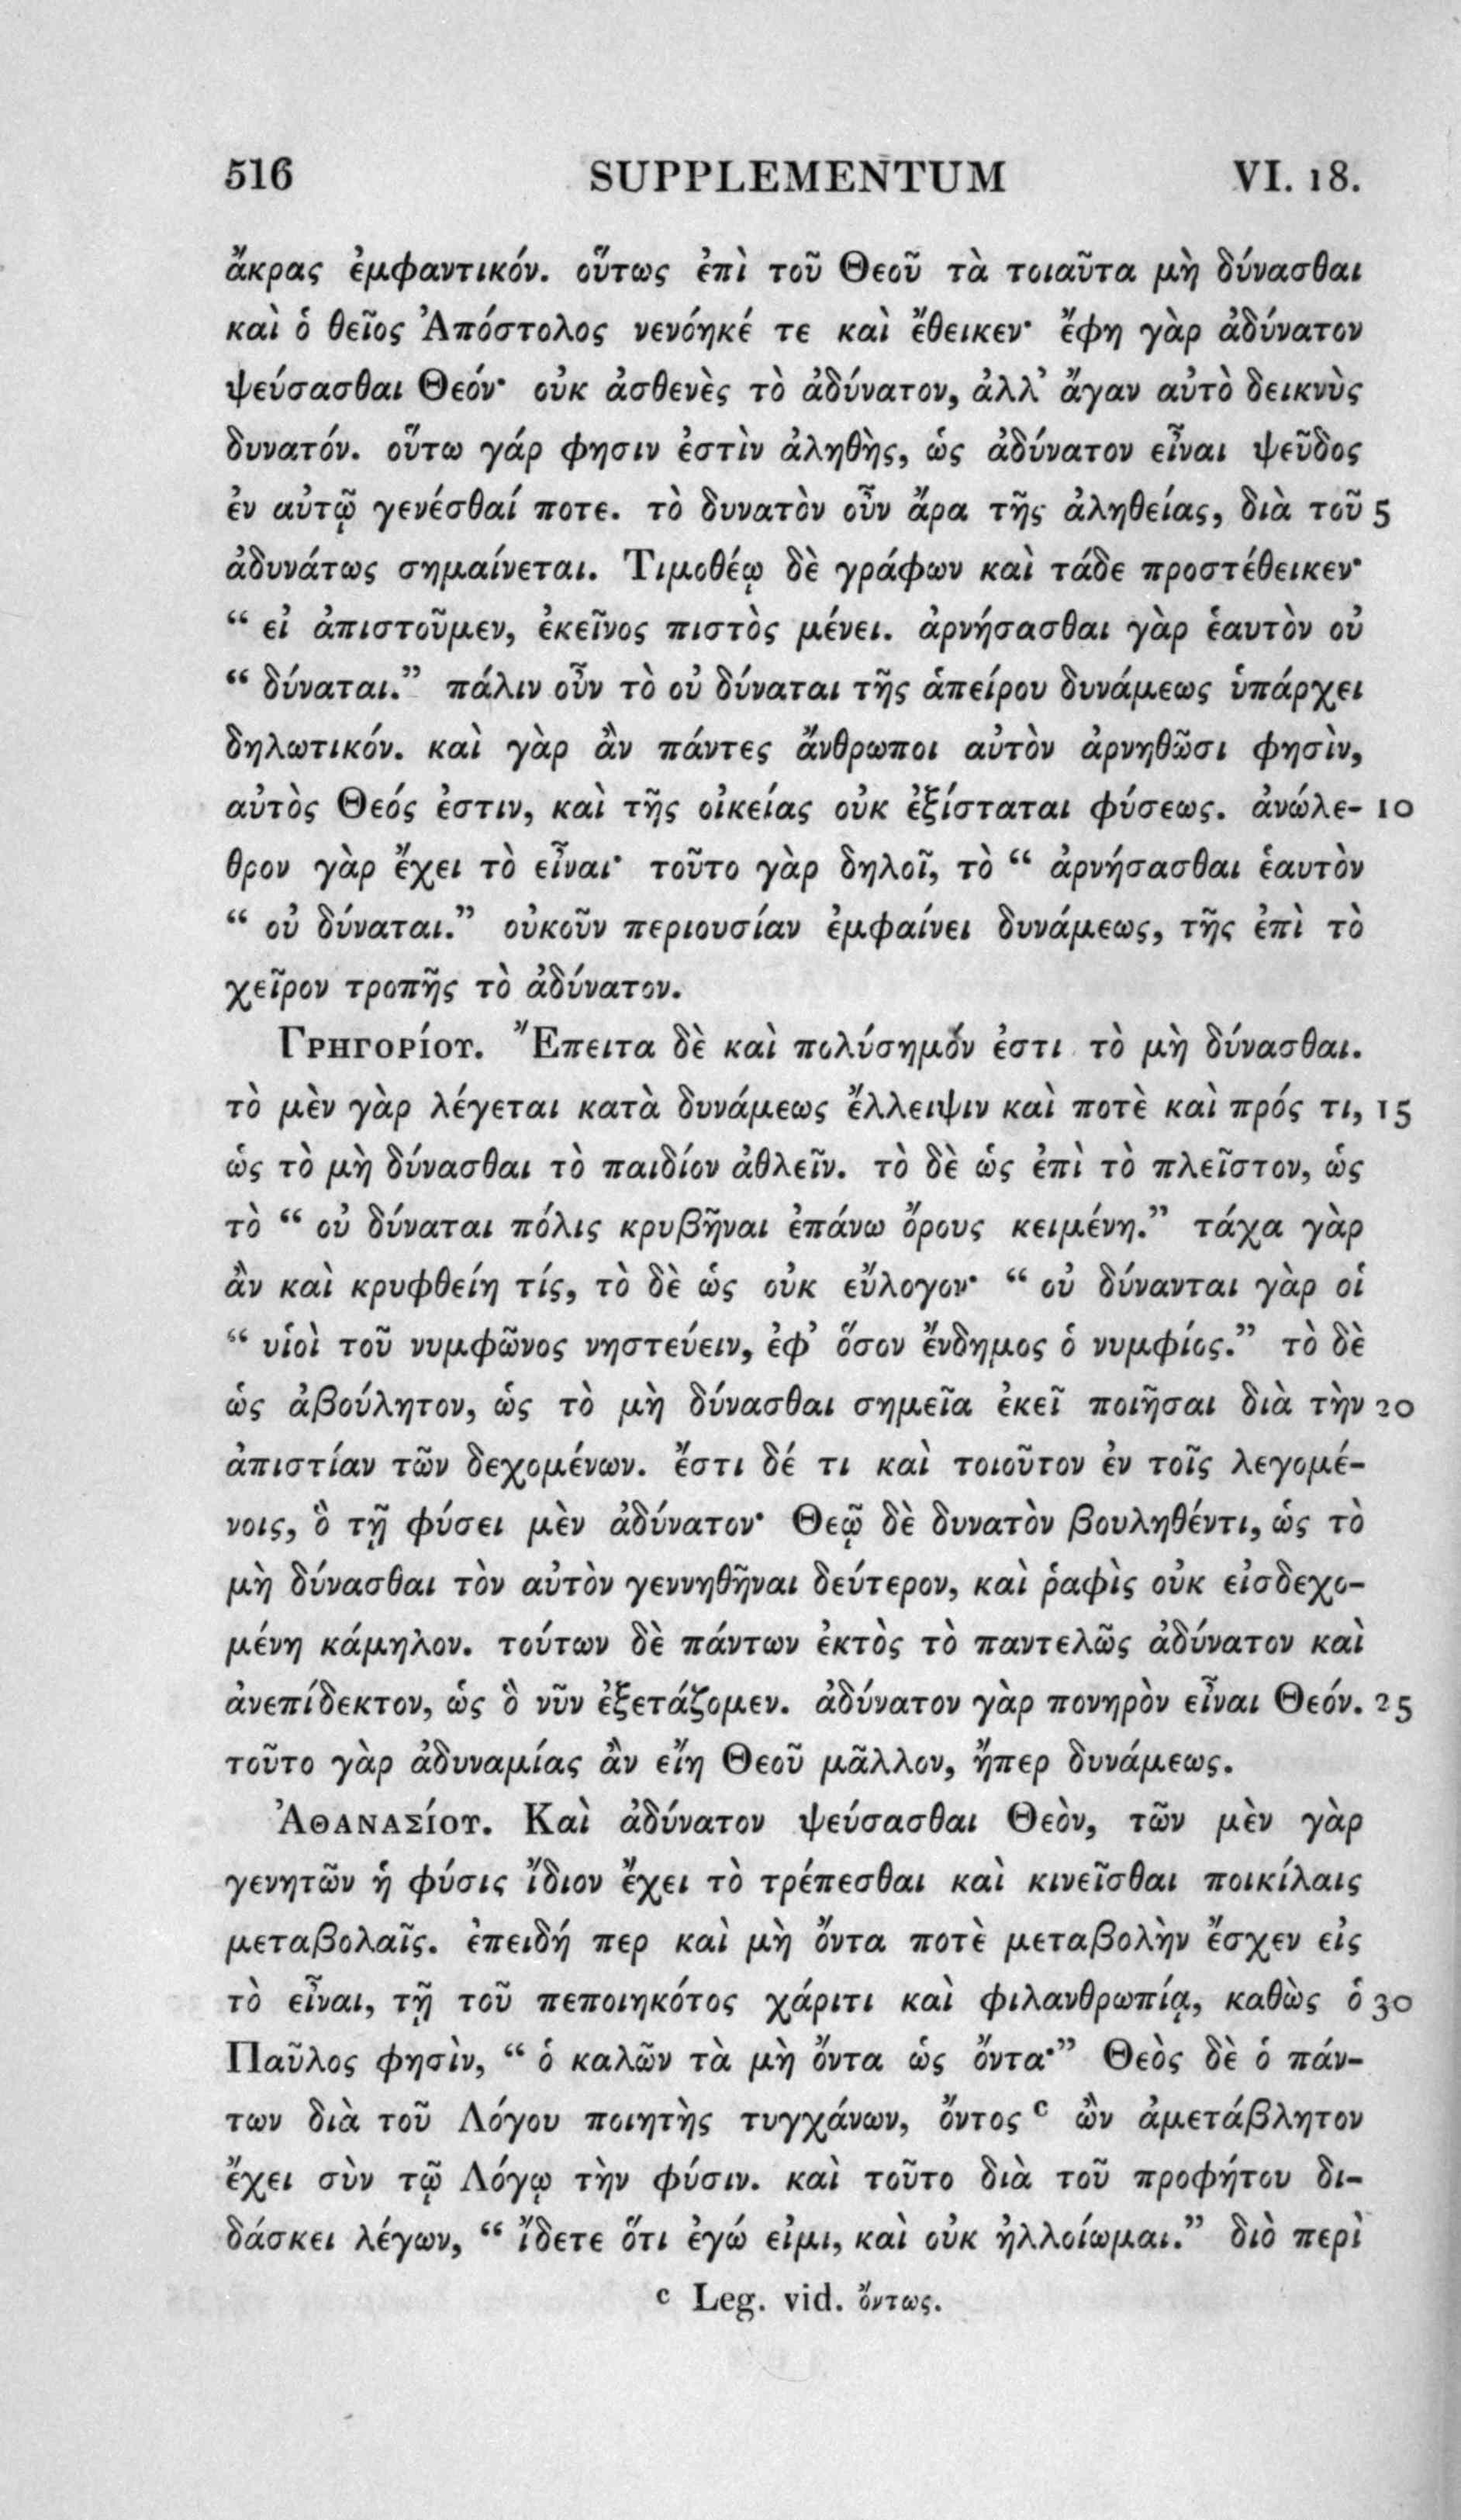 516 SUPPLEMENTUM VI. 18.
ἄκρας ἐμφαντικόν. οὕτως ἐπὶ τοῦ Θεοῦ τὰ τοιαῦτα μὴ δύνασθαι
καὶ ὁ θεῖος Ἀπόστολος νενόηκέ τε καὶ ἔθεικεν· ἔφη γὰρ ἀδύνατον
ψεύσασθαι Θεόν· οὐκ ἀσθενὲς τὸ ἀδύνατον, ἀλλ’ ἄγαν αὐτὸ δεικνὺς
δυνατόν. οὕτω γάρ φησιν ἐστὶν ἀληθὴς, ὡς ἀδύνατον εἶναι ψεῦδος
ἐν αὐτῷ γενέσθαί ποτε. τὸ δυνατὸν οὖν ἄρα τῆς ἀληθείας, διὰ τοῦ 5
ἀδυνάτως σημαίνεται. Τιμοθέῳ δὲ γράφων καὶ τάδε προστέθεικεν·
“ εἰ ἀπιστοῦμεν, ἐκεῖνος πιστὸς μένει. ἀρνήσασθαι γὰρ ἑαυτὸν οὐ
“ δύναται.” πάλιν οὖν τὸ οὐ δύναται τῆς ἀπείρου δυνάμεως ὑπάρχει
δηλωτικόν. καὶ γὰρ ἂν πάντες ἄνθρωποι αὐτὸν ἀρνηθῶσι φησὶν,
αὐτὸς Θεός ἐστιν, καὶ τῆς οἰκείας οὐκ ἐξίσταται φύσεως. ἀνώλε- 10
θρον γὰρ ἔχει τὸ εἶναι· τοῦτο γὰρ δηλοῖ, τὸ “ ἀρνήσασθαι ἑαυτὸν
“ οὐ δύναται.” οὐκοῦν περιουσίαν ἐμφαίνει δυνάμεως, τῆς ἐπὶ τὸ
χεῖρον τροπῆς τὸ ἀδύνατον.
ΓΡΗΓΟΡίΟΥ. Ἔπειτα δὲ καὶ πολύσημόν ἐστι τὸ μὴ δύνασθαι.
τὸ μὲν γὰρ λέγεται κατὰ δυνάμεως ἔλλειψιν καὶ ποτὲ καὶ πρός τι, 15
ὡς τὸ μὴ δύνασθαι τὸ παιδίον ἀθλεῖν. τὸ δὲ ὡς ἐπὶ τὸ πλεῖστον, ὡς
τὸ “ οὐ δύναται πόλις κρυβῆναι ἐπάνω ὄρους κειμένη.” τάχα γὰρ
ἂν καὶ κρυφθείη τίς, τὸ δὲ ὡς οὐκ εὔλογον· “ οὐ δύνανται γὰρ οἱ
“ υἱοὶ τοῦ νυμφῶνος νηστεύειν, ἐφ’ ὅσον ἔνδημος ὁ νυμφίος.” τὸ δὲ
ὡς ἀβούλητον, ὡς τὸ μὴ δύνασθαι σημεῖα ἐκεῖ ποιῆσαι διὰ τὴν 20
ἀπιστίαν τῶν δεχομένων. ἔστι δέ τι καὶ τοιοῦτον ἐν τοῖς λεγομέ-
νοις, ὃ τῇ φύσει μὲν ἀδύνατον· Θεῷ δὲ δυνατὸν βουληθέντι, ὡς τὸ
μὴ δύνασθαι τὸν αὐτὸν γεννηθῆναι δεύτερον, καὶ ῥαφὶς οὐκ εἰσδεχο-
μένη κάμηλον. τούτων δὲ πάντων ἐκτὸς τὸ παντελῶς ἀδύνατον καὶ
ἀνεπίδεκτον, ὡς ὃ νῦν ἐξετάζομεν. ἀδύνατον γὰρ πονηρὸν εἶναι Θεόν. 25
τοῦτο γὰρ ἀδυναμίας ἂν εἴη Θεοῦ μᾶλλον, ἤπερ δυνάμεως.
ἈΘΑΝΑΣίΟΥ. Καὶ ἀδύνατον ψεύσασθαι Θεὸν, τῶν μὲν γὰρ
γενητῶν ἡ φύσις ἴδιον ἔχει τὸ τρέπεσθαι καὶ κινεῖσθαι ποικίλαις
μεταβολαῖς. ἐπειδή περ καὶ μὴ ὄντα ποτὲ μεταβολὴν ἔσχεν εἰς
τὸ εἶναι, τῇ τοῦ πεποιηκότος χάριτι καὶ φιλανθρωπίᾳ, καθὼς ὁ 30
Παῦλος φησὶν, “ ὁ καλῶν τὰ μὴ ὄντα ὡς ὄντα·” Θεὸς δὲ ὁ πάν-
των διὰ τοῦ Λόγου ποιητὴς τυγχάνων, ὄντος c ὢν ἀμετάβλητον
ἔχει σὺν τῷ Λόγῳ τὴν φύσιν. καὶ τοῦτο διὰ τοῦ προφήτου δι-
δάσκει λέγων, “ ἴδετε ὅτι ἐγώ εἰμι, καὶ οὐκ ἠλλοίωμαι.” διὸ περὶ
c Leg. vid. ὄντως.